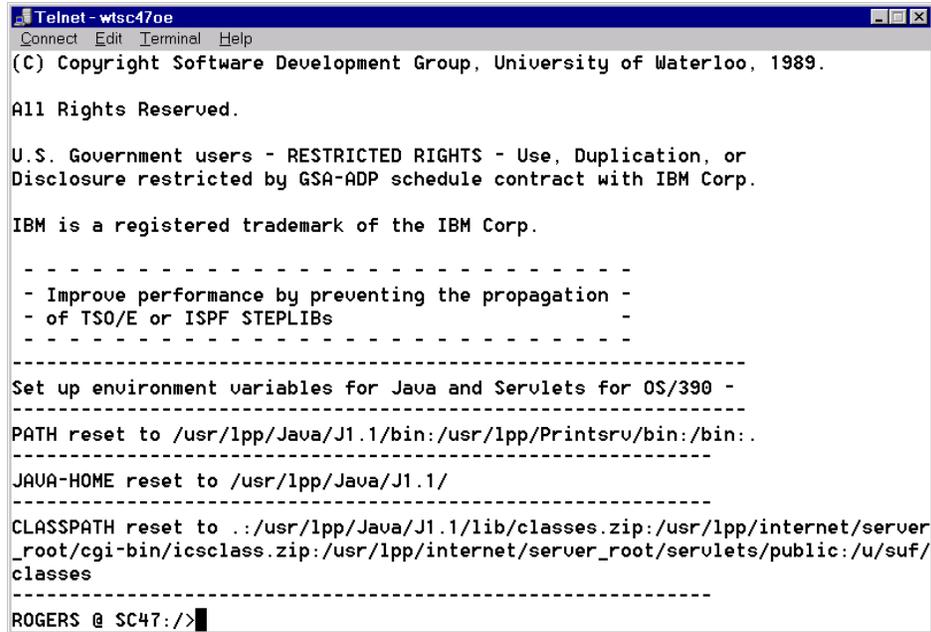 Telnet - wtsc47oe
Connect Edit Terminal Help
(C) Copyright Software Development Group, University of Waterloo, 1989.
All Rights Reserved.
U.S. Government users - RESTRICTED RIGHTS - Use, Duplication, or
Disclosure restricted by GSA-ADP schedule contract with IBM Corp.
IBM is a registered trademark of the IBM Corp.
- - - - - - - - - - - - - - - - - - - - - - - - - - -
- Improve performance by preventing the propagation -
- of TSO/E or ISPF STEPLIBs -
- - - - - - - - - - - - - - - - - - - - - - - - - - -
-------------------------------------------------------------------
Set up environment variables for Java and Servlets for OS/390 -
-------------------------------------------------------------------
PATH reset to /usr/lpp/Java/J1.1/bin:/usr/lpp/Printsrv/bin:/bin:.
----------------------------------------------------------------
JAVA-HOME reset to /usr/lpp/Java/J1.1/
----------------------------------------------------------------
CLASSPATH reset to .:/usr/lpp/Java/J1.1/lib/classes.zip:/usr/lpp/internet/server
_root/cgi-bin/icsclass.zip:/usr/lpp/internet/server_root/servlets/public:/u/suf/
classes
----------------------------------------------------------------
ROGERS @ SC47:/>